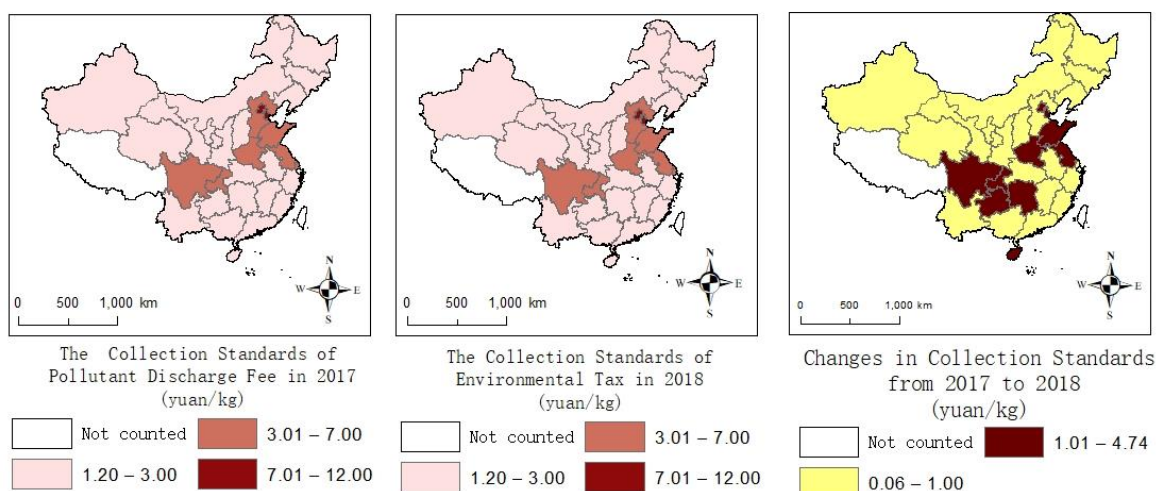 N
W E
S
0 500 1,000 km
The Collection Standards of
Pollutant Discharge Fee in 2017
(yuan/kg)
Not counted
3.01 – 7.00
1.20 – 3.00
7.01 – 12.00
N
W E
S
0 500 1,000 km
The Collection Standards of
Environmental Tax in 2018
(yuan/kg)
Not counted
3.01 – 7.00
1.20 – 3.00
7.01 – 12.00
N
W E
S
0 500 1,000 km
Changes in Collection Standards
from 2017 to 2018
(yuan/kg)
Not counted
1.01 – 4.74
0.06 – 1.00